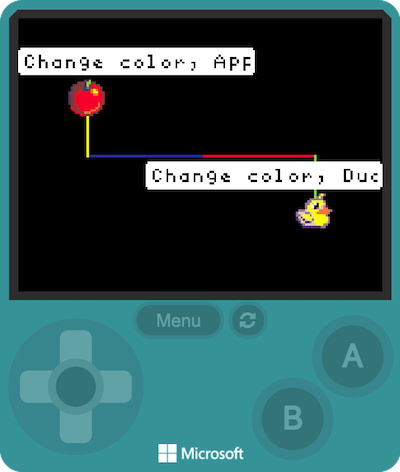 Change color, App
Change color, Duc
Menu
A
B
Microsoft